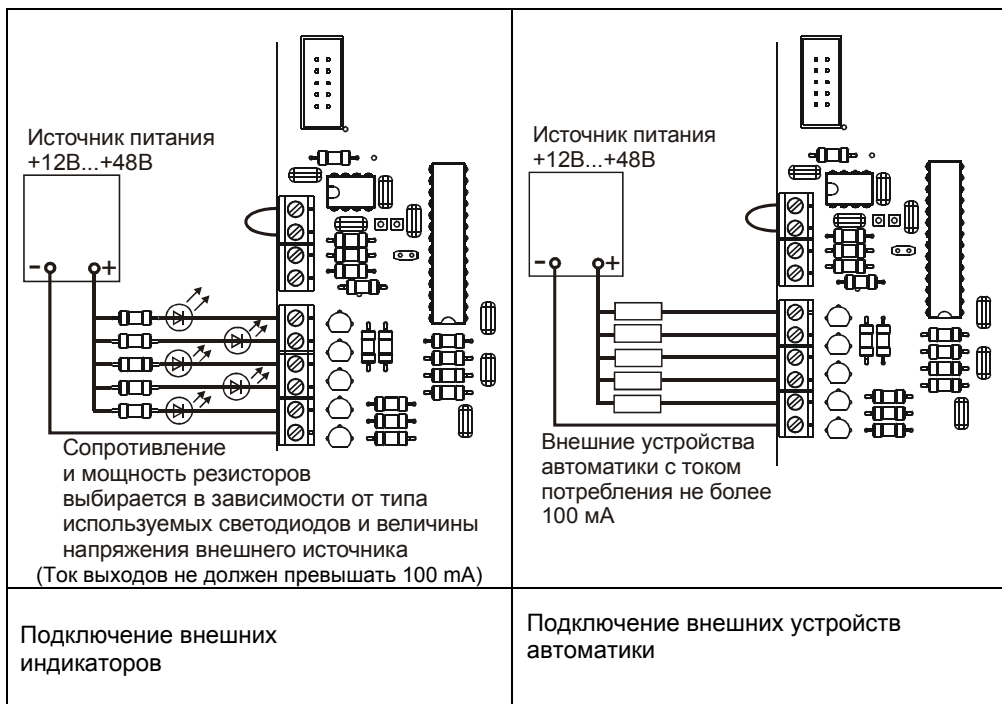 Источник питания
+12В...+48В
- +
Сопротивление
и мощность резисторов
выбирается в зависимости от типа
используемых светодиодов и величины
напряжения внешнего источника
(Ток выходов не должен превышать 100 mA)
Источник питания
+12В...+48В
- +
Внешние устройства
автоматики с током
потребления не более
100 мА
Подключение внешних
индикаторов
Подключение внешних устройств
автоматики